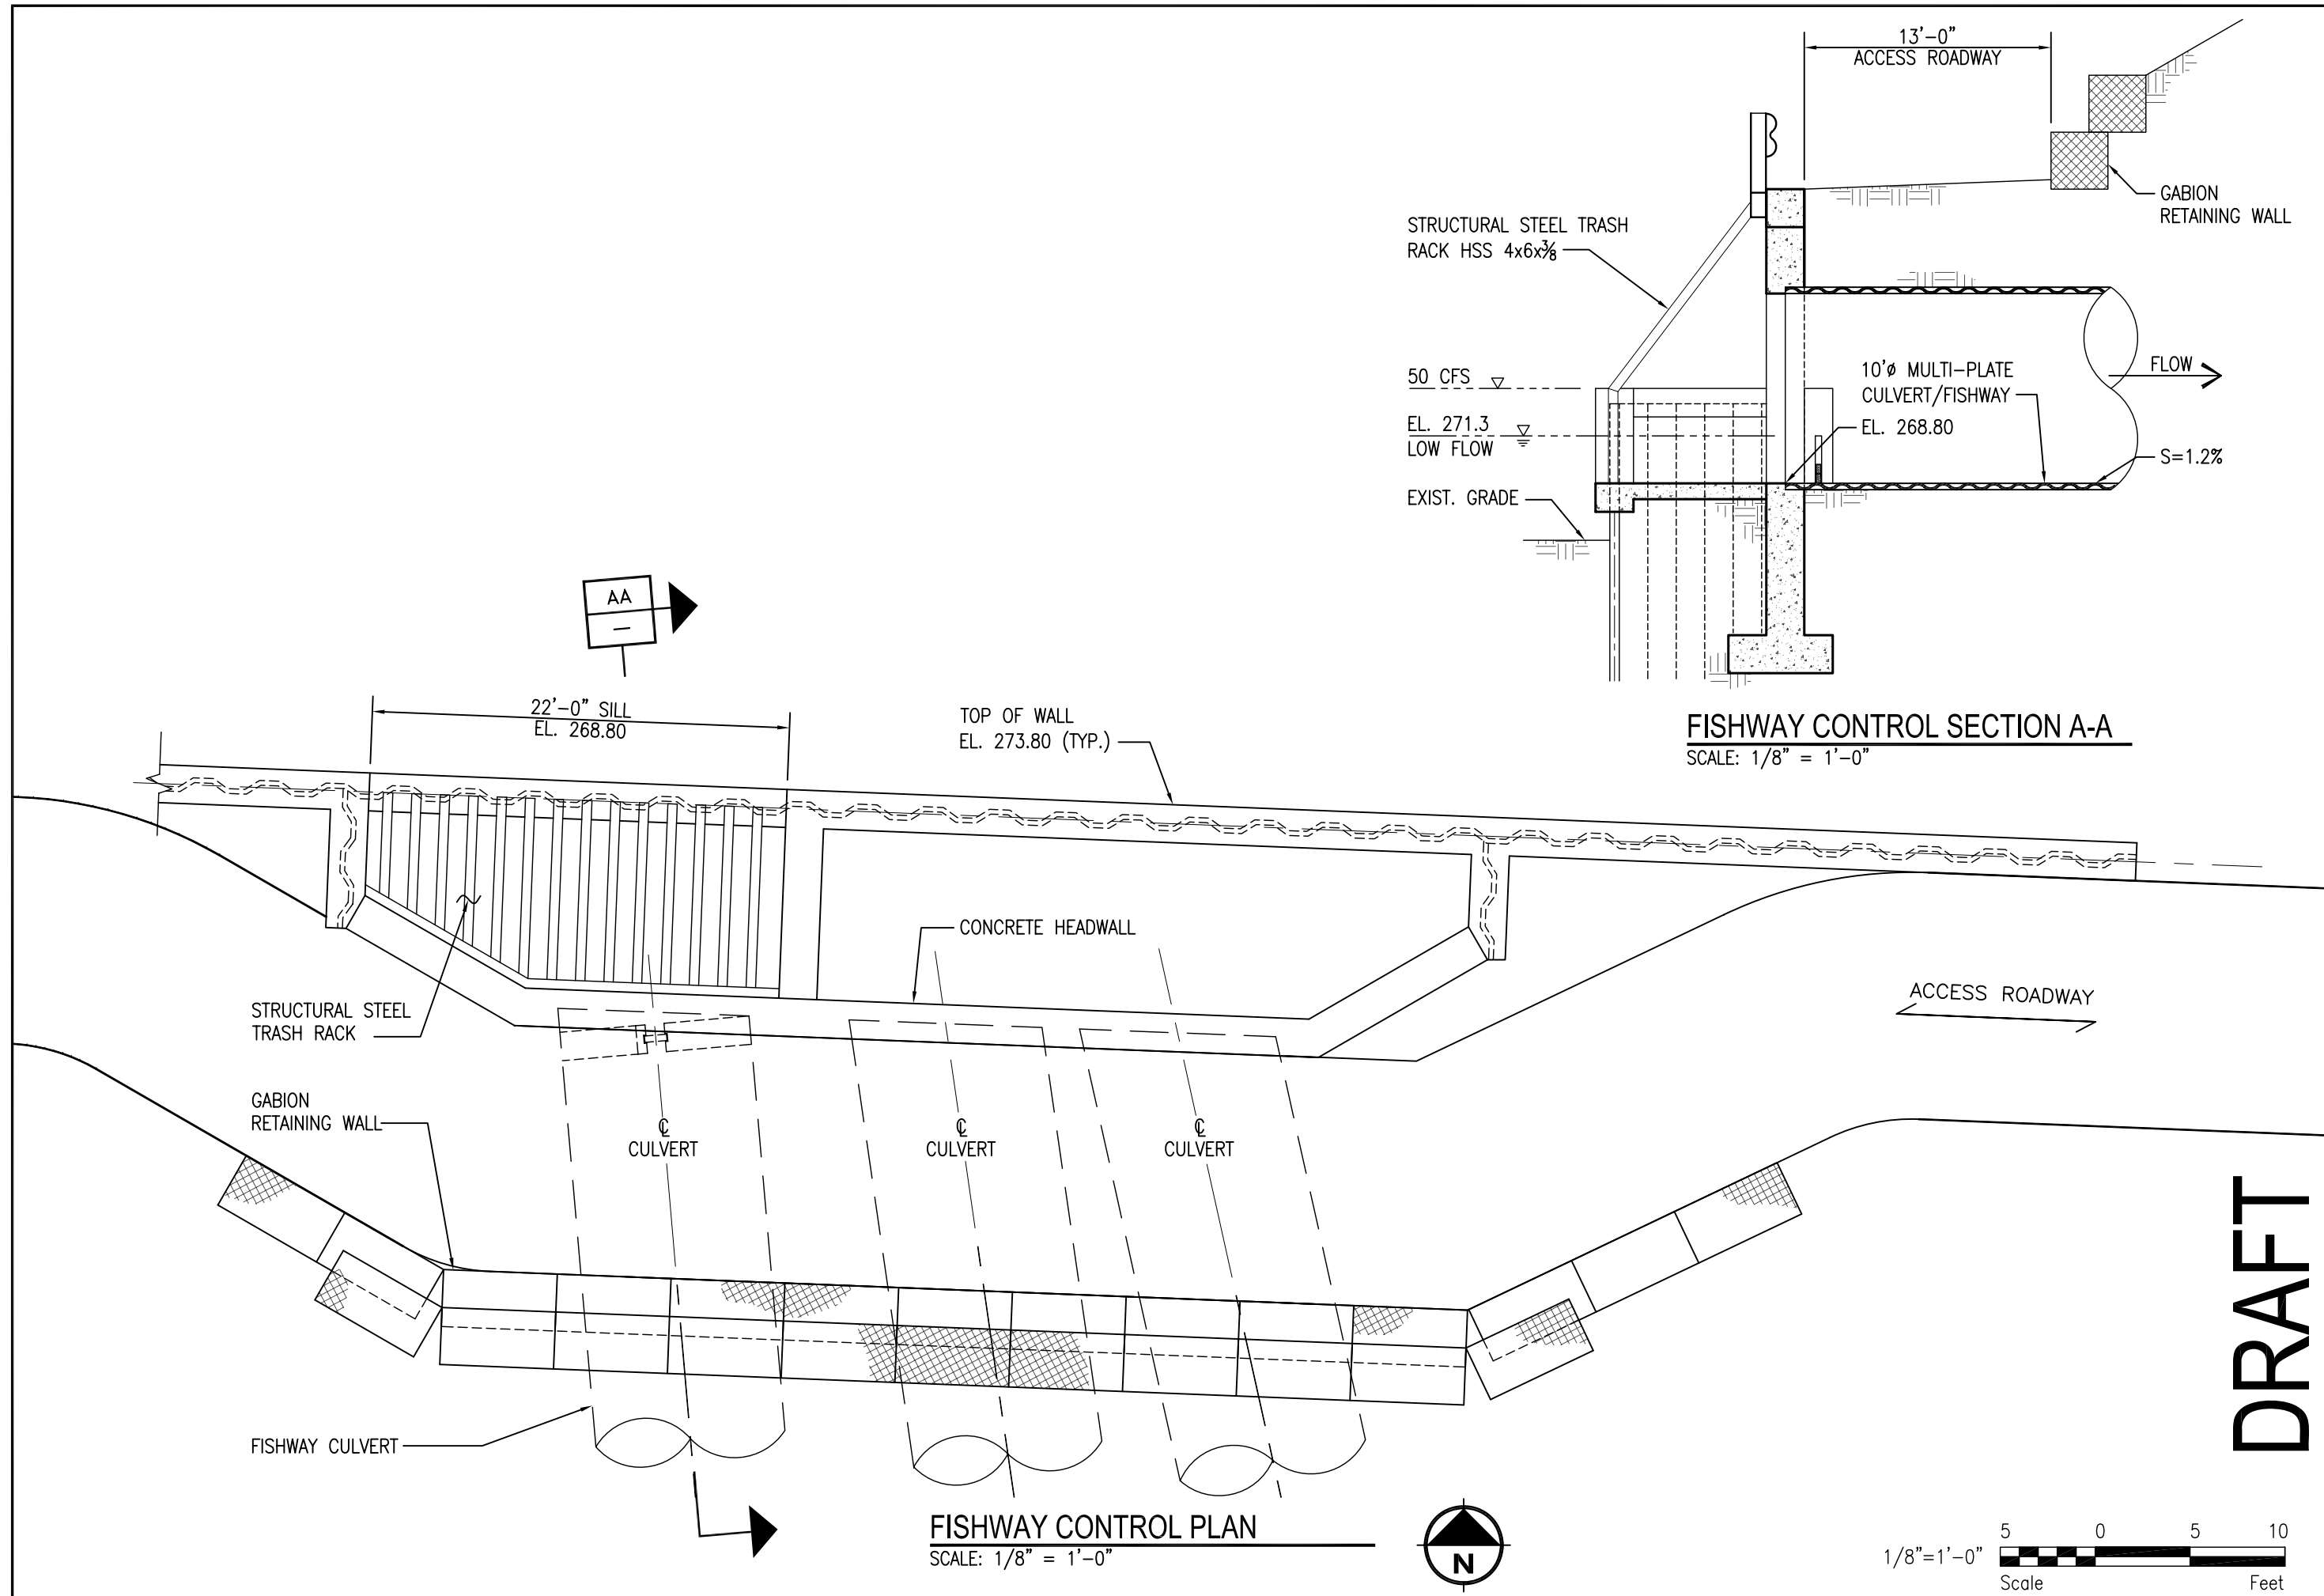 13'-0"
ACCESS ROADWAY
GABION
RETAINING WALL
STRUCTURAL STEEL TRASH
RACK HSS 4x6x⅜
50 CFS
10'ø MULTI-PLATE
CULVERT/FISHWAY
FLOW
EL. 271.3
LOW FLOW
EL. 268.80
S=1.2%
EXIST. GRADE
FISHWAY CONTROL SECTION A-A
SCALE: 1/8" = 1'-0"
AA
—
22'-0" SILL
EL. 268.80
TOP OF WALL
EL. 273.80 (TYP.)
CONCRETE HEADWALL
STRUCTURAL STEEL
TRASH RACK
ACCESS ROADWAY
GABION
RETAINING WALL
℄
CULVERT
℄
CULVERT
℄
CULVERT
FISHWAY CULVERT
FISHWAY CONTROL PLAN
SCALE: 1/8" = 1'-0"
N
DRAFT
5 0 5 10
1/8"=1'-0"
Scale Feet